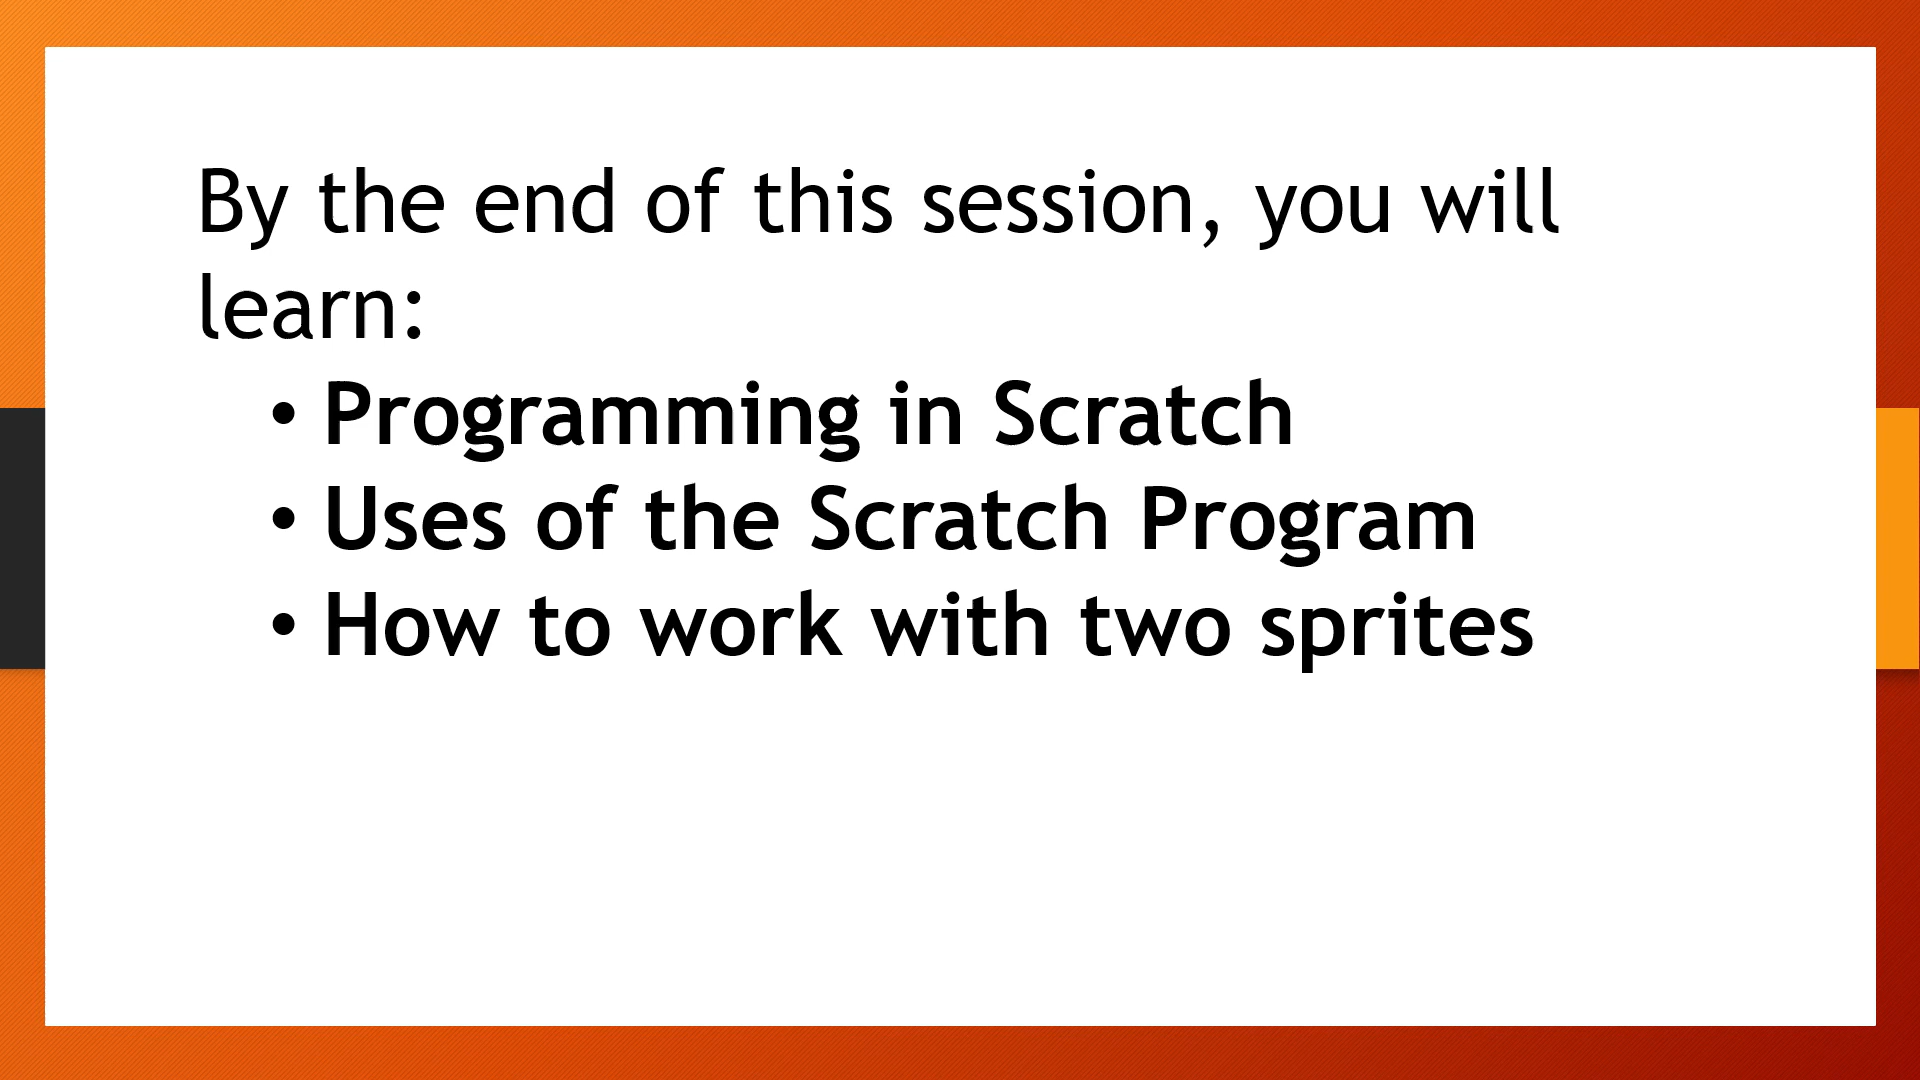 By the end of this session, you will
learn:
• Programming in Scratch
• Uses of the Scratch Program
• How to work with two sprites